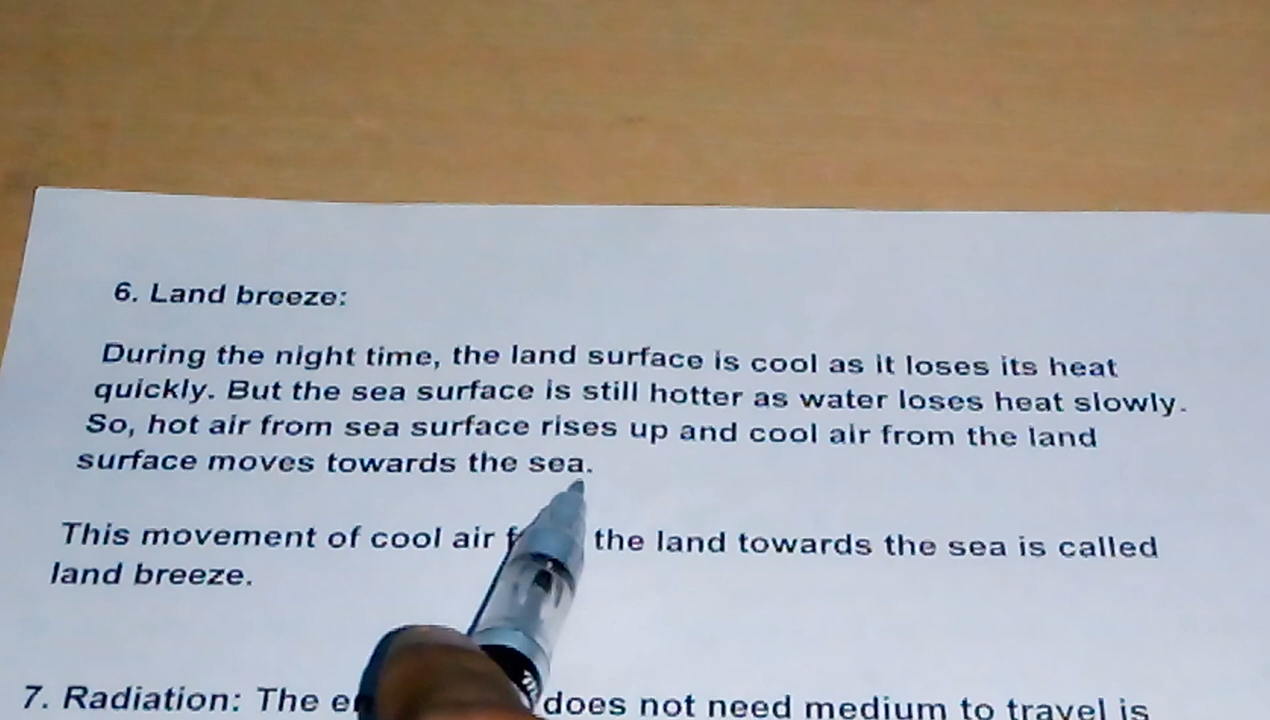 6. Land breeze:
During the night time, the land surface is cool as it loses its heat
quickly. But the sea surface is still hotter as water loses heat slowly.
So, hot air from sea surface rises up and cool air from the land
surface moves towards the sea.
This movement of cool air the land towards the sea is called
land breeze.
7. Radiation: The does not need medium to travel is